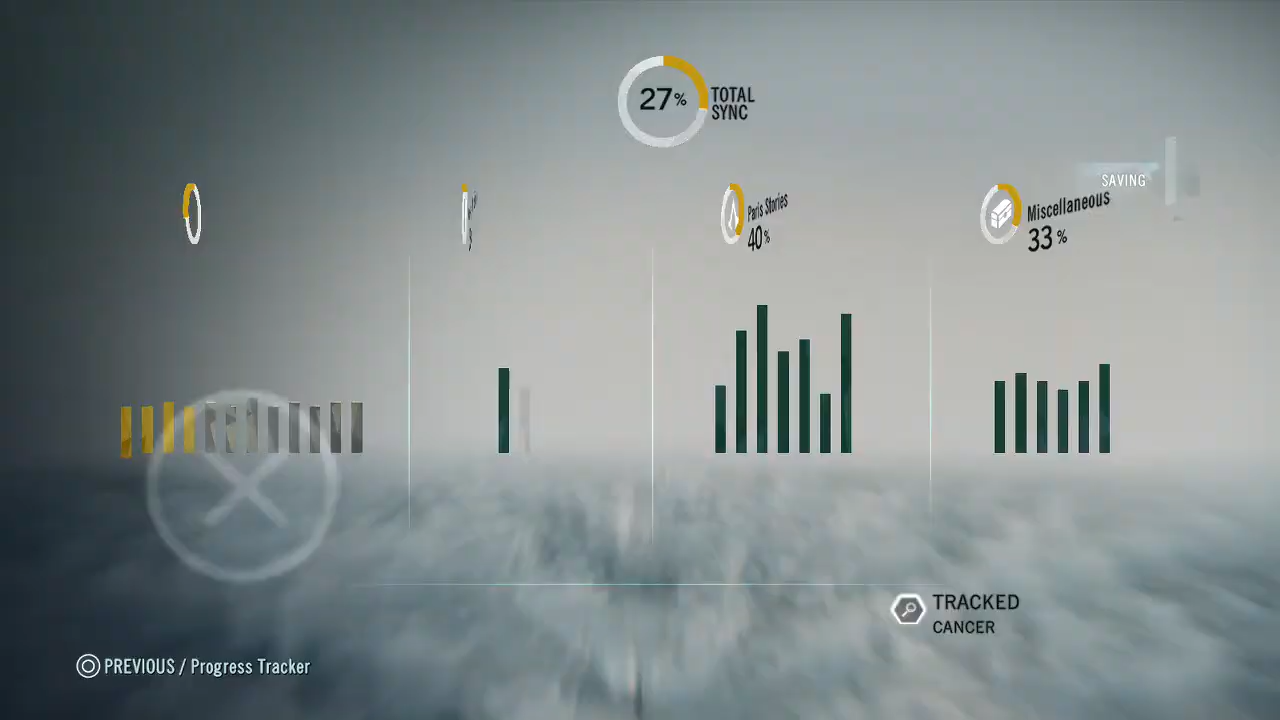 27%
TOTAL
SYNC
SAVING
Paris Stories
40%
Miscellaneous
33 %
TRACKED
CANCER
PREVIOUS / Progress Tracker